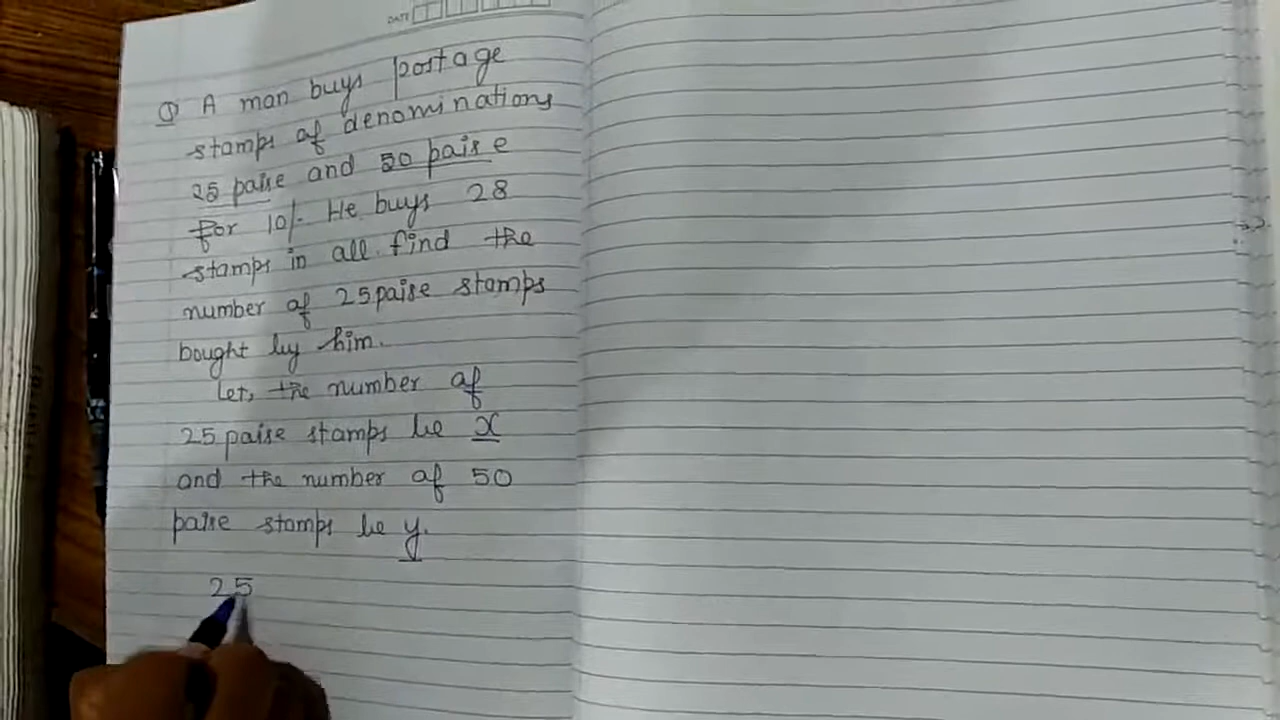 DATE
Q A man buys postage
stamps of denominations
25 paise and 50 paise
for 10/- He buys 28
stamps in all. find the
number of 25 paise stamps
bought by him.
Let, the number of
25 paise stamps be x
and the number of 50
paise stamps be y.
25